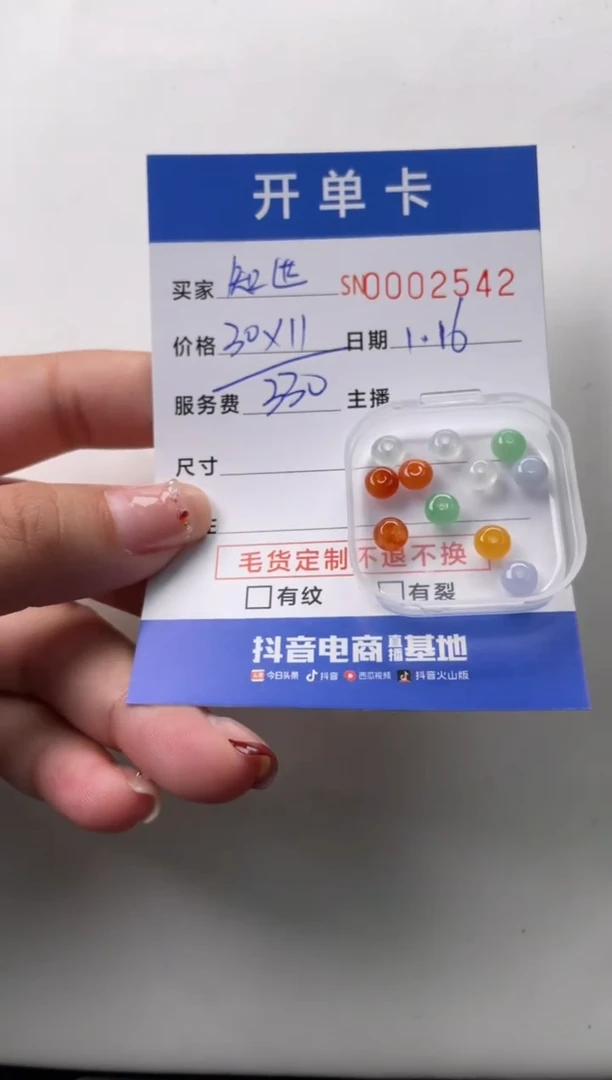 开单卡
买家 SN0002542
价格 30X11 日期 1.16
服务费 330 主播
尺寸
毛货定制不退不换
有纹 有裂
抖音电商直播基地
头条 今日头条 抖音 西瓜视频 抖音火山版